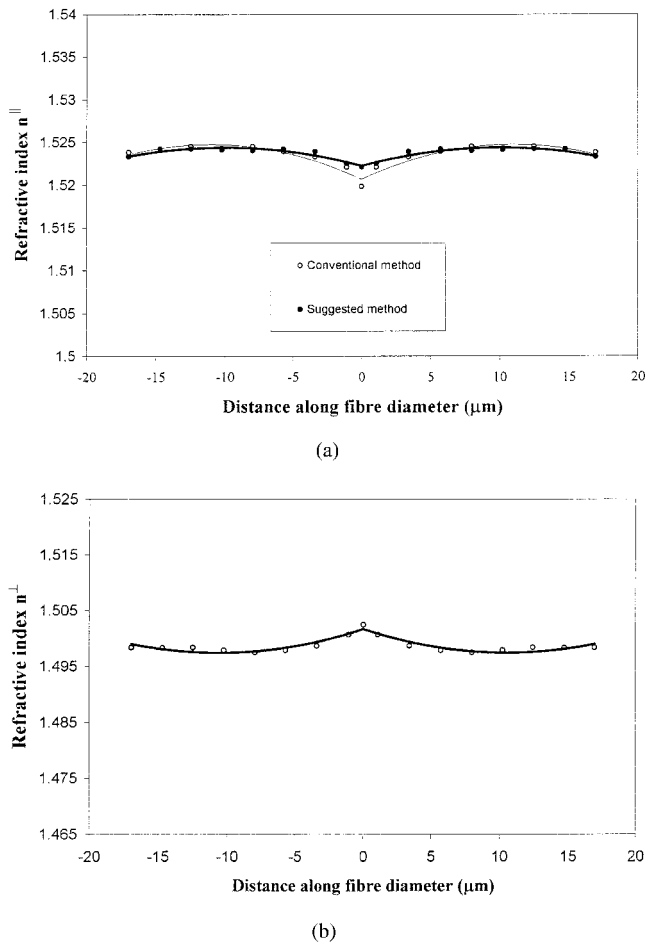 1.54
1.53
1.525
1.52
1.515
1.51
1.505
1.5
Refractive index n||
Conventional method
Suggested method
-20 -15 -10 -5 0 5 10 15 20
Distance along fibre diameter (μm)
(a)
1.525
1.515
1.505
1.495
1.485
1.475
1.465
Refractive index n⊥
-20 -15 -10 -5 0 5 10 15 20
Distance along fibre diameter (μm)
(b)